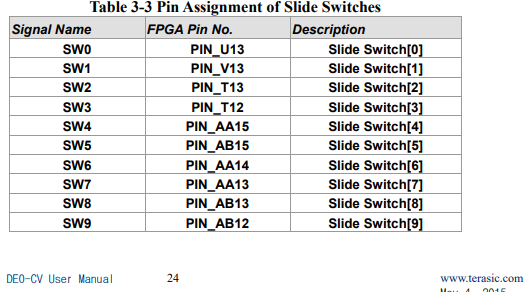 Table 3-3 Pin Assignment of Slide Switches
Signal Name FPGA Pin No. Description
SW0 PIN_U13 Slide Switch[0]
SW1 PIN_V13 Slide Switch[1]
SW2 PIN_T13 Slide Switch[2]
SW3 PIN_T12 Slide Switch[3]
SW4 PIN_AA15 Slide Switch[4]
SW5 PIN_AB15 Slide Switch[5]
SW6 PIN_AA14 Slide Switch[6]
SW7 PIN_AA13 Slide Switch[7]
SW8 PIN_AB13 Slide Switch[8]
SW9 PIN_AB12 Slide Switch[9]
DE0-CV User Manual 24 www.terasic.com
May 4, 2015